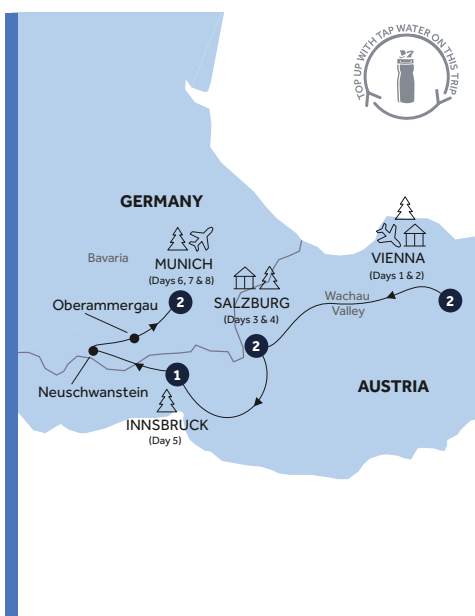 TOP UP WITH TAP WATER ON THIS TRIP
GERMANY
Bavaria
MUNICH
(Days 6, 7 & 8)
VIENNA
(Days 1 & 2)
SALZBURG
(Days 3 & 4)
Oberammergau
2
Wachau
Valley
2
2
Neuschwanstein
1
AUSTRIA
INNSBRUCK
(Day 5)